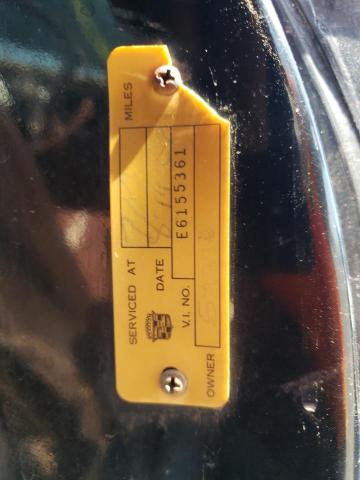 SERVICED AT MILES
DATE
V.I. NO. E6155361
OWNER